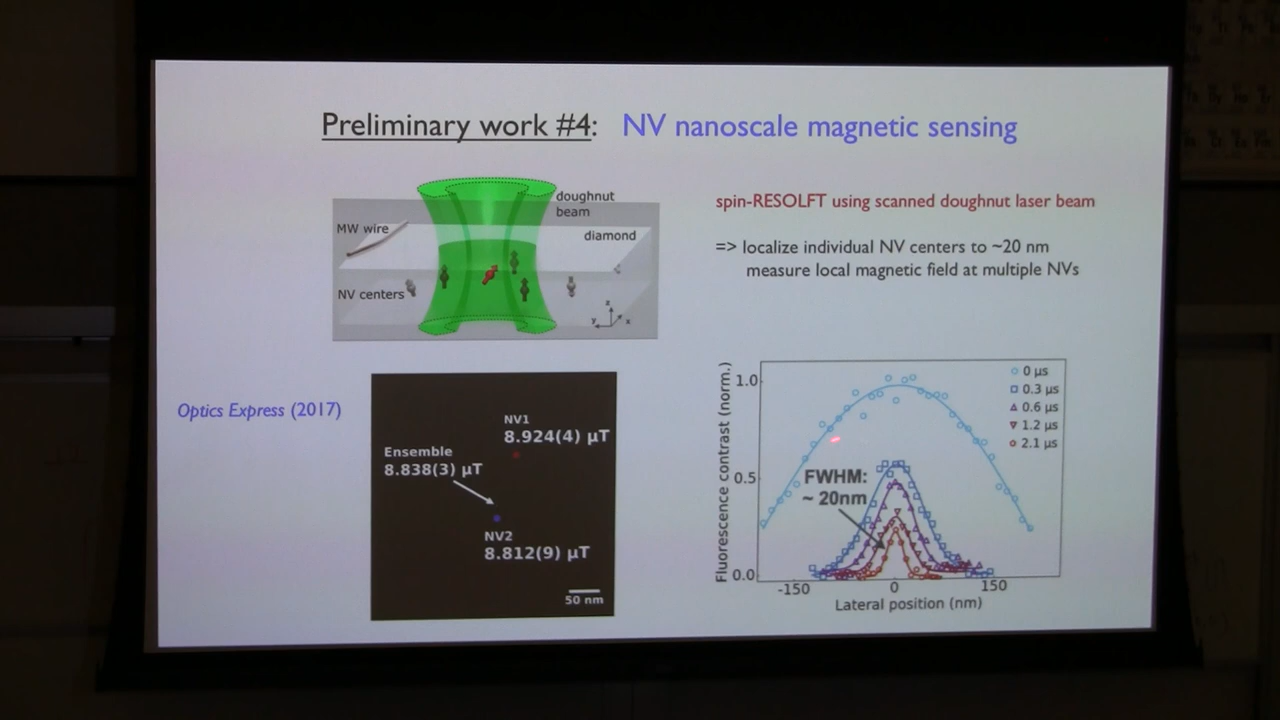 Preliminary work #4: NV nanoscale magnetic sensing
doughnut
beam
MW wire
diamond
NV centers
z
y
x
spin-RESOLFT using scanned doughnut laser beam
=> localize individual NV centers to ~20 nm
measure local magnetic field at multiple NVs
Optics Express (2017)
NV1
8.924(4) μT
Ensemble
8.838(3) μT
NV2
8.812(9) μT
50 nm
Fluorescence contrast (norm.)
1.0
0.5
0.0
0 μs
0.3 μs
0.6 μs
1.2 μs
2.1 μs
FWHM:
~ 20nm
-150
0
150
Lateral position (nm)